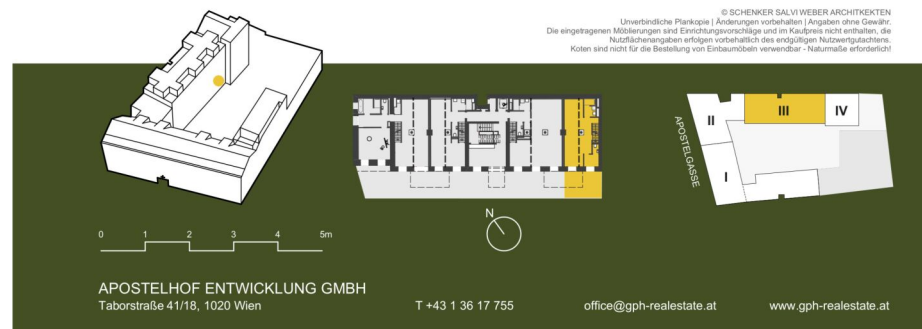 © SCHENKER SALVI WEBER ARCHITKEKTEN
Unverbindliche Plankopie | Änderungen vorbehalten | Angaben ohne Gewähr.
Die eingetragenen Möblierungen sind Einrichtungsvorschläge und im Kaufpreis nicht enthalten, die
Nutzflächenangaben erfolgen vorbehaltlich des endgültigen Nutzwertgutachtens.
Koten sind nicht für die Bestellung von Einbaumöbeln verwendbar - Naturmaße erforderlich!
II III IV
APOSTELGASSE
I
N
0 1 2 3 4 5m
APOSTELHOF ENTWICKLUNG GMBH
Taborstraße 41/18, 1020 Wien T +43 1 36 17 755 office@gph-realestate.at www.gph-realestate.at